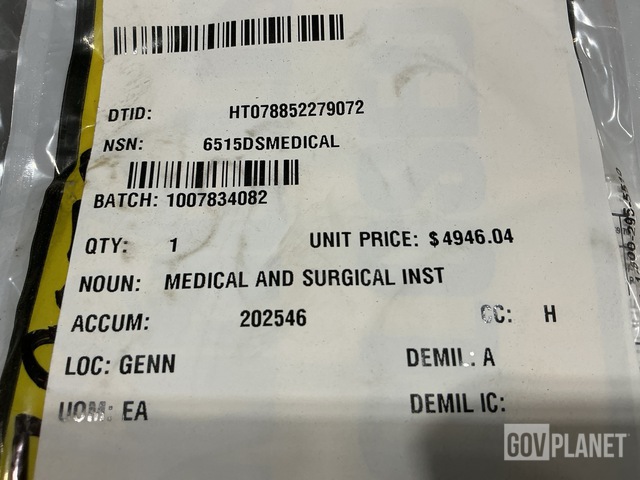 DTID: HT078852279072
NSN: 6515DSMEDICAL
BATCH: 1007834082
QTY: 1 UNIT PRICE: $4946.04
NOUN: MEDICAL AND SURGICAL INST
ACCUM: 202546 CC: H
LOC: GENN DEMIL: A
UOM: EA DEMIL IC:
GOVPLANET